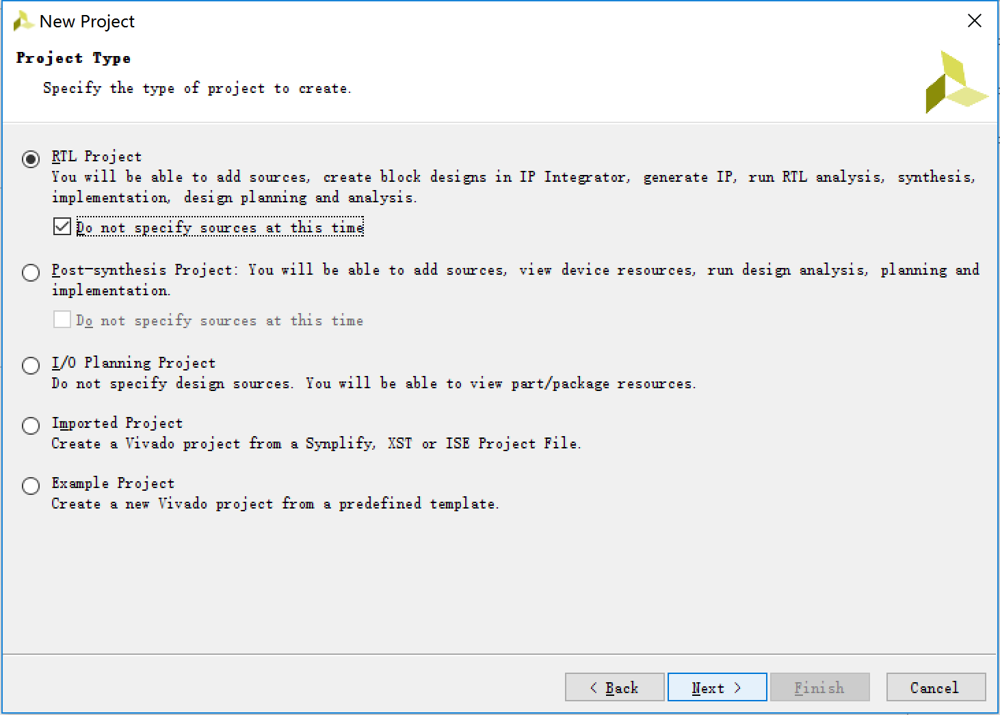 New Project
Project Type
Specify the type of project to create.
RTL Project
You will be able to add sources, create block designs in IP Integrator, generate IP, run RTL analysis, synthesis,
implementation, design planning and analysis.
Do not specify sources at this time
Post-synthesis Project: You will be able to add sources, view device resources, run design analysis, planning and
implementation.
Do not specify sources at this time
I/O Planning Project
Do not specify design sources. You will be able to view part/package resources.
Imported Project
Create a Vivado project from a Synplify, XST or ISE Project File.
Example Project
Create a new Vivado project from a predefined template.
< Back
Next >
Finish
Cancel